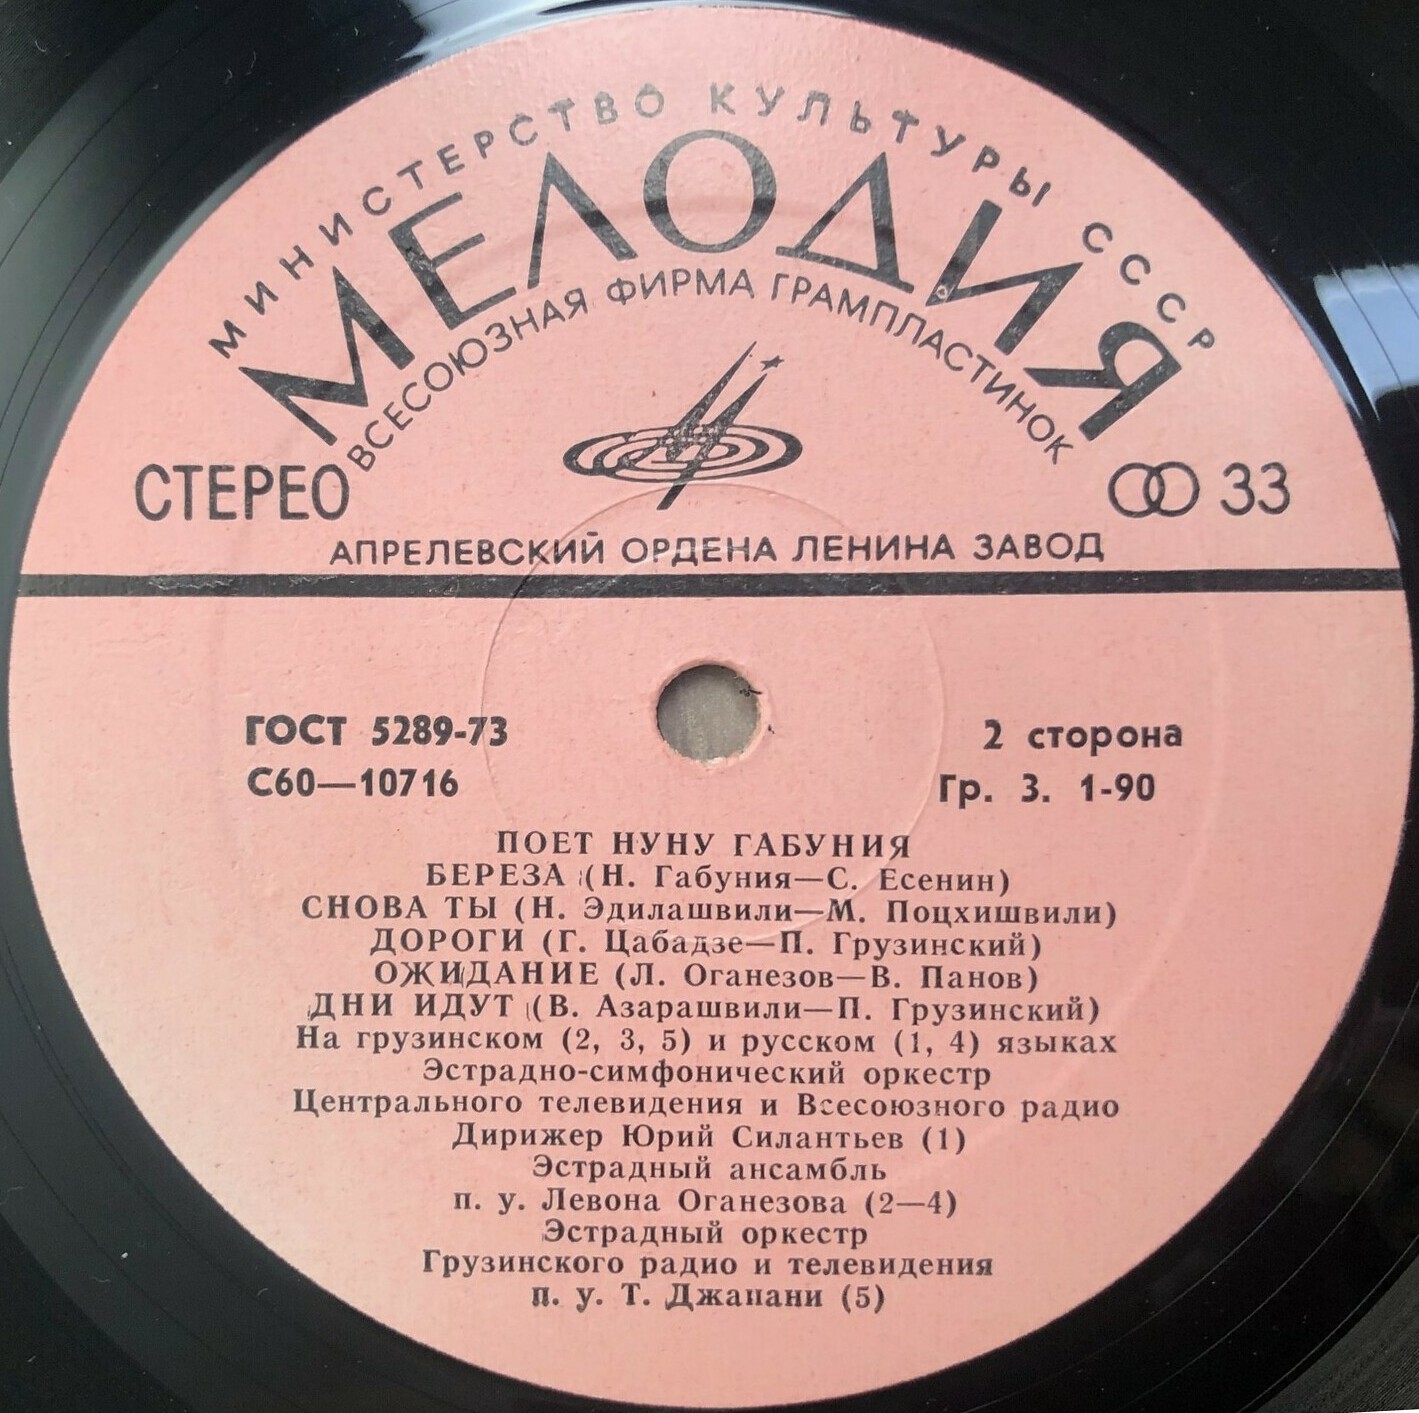 МИНИСТЕРСТВО КУЛЬТУРЫ СССР
МЕЛОДИЯ
ВСЕСОЮЗНАЯ ФИРМА ГРАМПЛАСТИНОК
СТЕРЕО 33
АПРЕЛЕВСКИЙ ОРДЕНА ЛЕНИНА ЗАВОД
ГОСТ 5289-73 2 сторона
С60—10716 Гр. 3. 1-90
ПОЕТ НУНУ ГАБУНИЯ
БЕРЕЗА (Н. Габуния—С. Есенин)
СНОВА ТЫ (Н. Эдилашвили—М. Поцхишвили)
ДОРОГИ (Г. Цабадзе—П. Грузинский)
ОЖИДАНИЕ (Л. Оганезов—В. Панов)
ДНИ ИДУТ (В. Азарашвили—П. Грузинский)
На грузинском (2, 3, 5) и русском (1, 4) языках
Эстрадно-симфонический оркестр
Центрального телевидения и Всесоюзного радио
Дирижер Юрий Силантьев (1)
Эстрадный ансамбль
п. у. Левона Оганезова (2—4)
Эстрадный оркестр
Грузинского радио и телевидения
п. у. Т. Джапани (5)